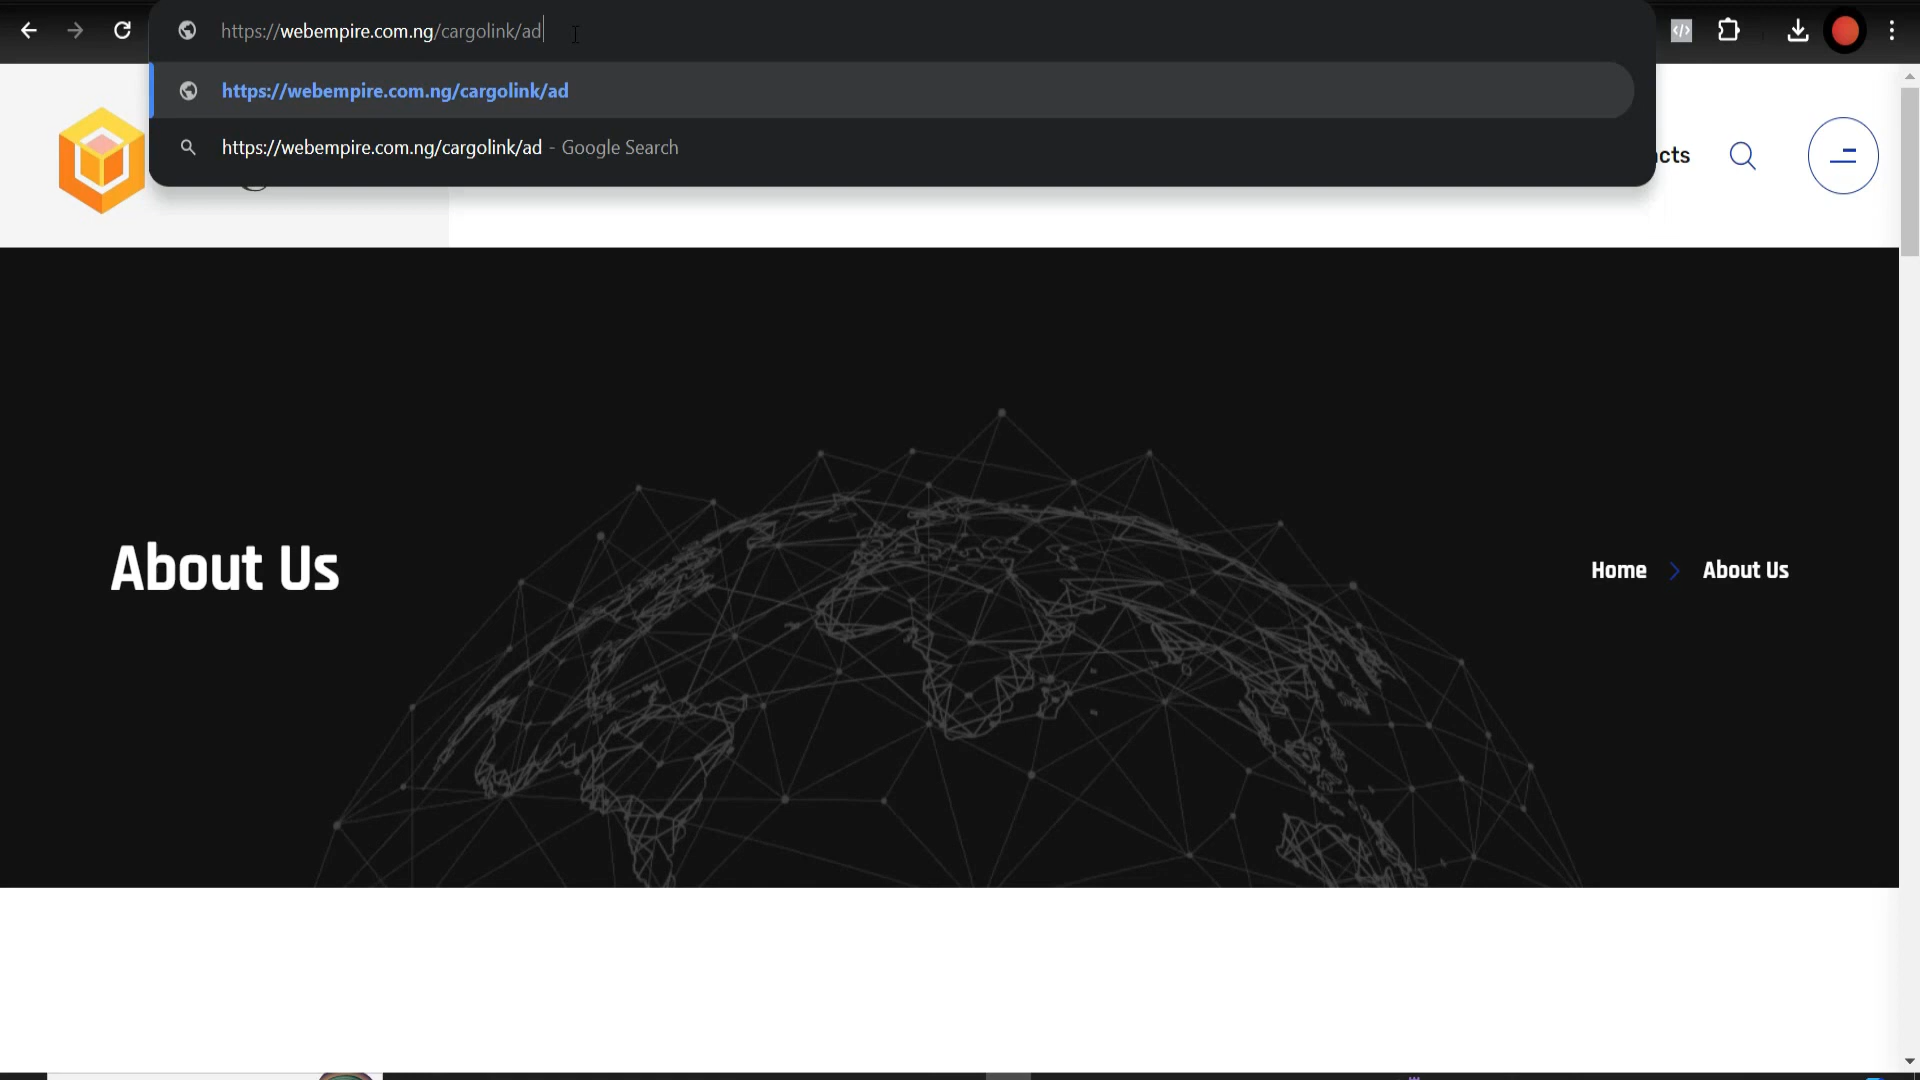 https://webempire.com.ng/cargolink/ad
https://webempire.com.ng/cargolink/ad
https://webempire.com.ng/cargolink/ad - Google Search
About Us
Home > About Us